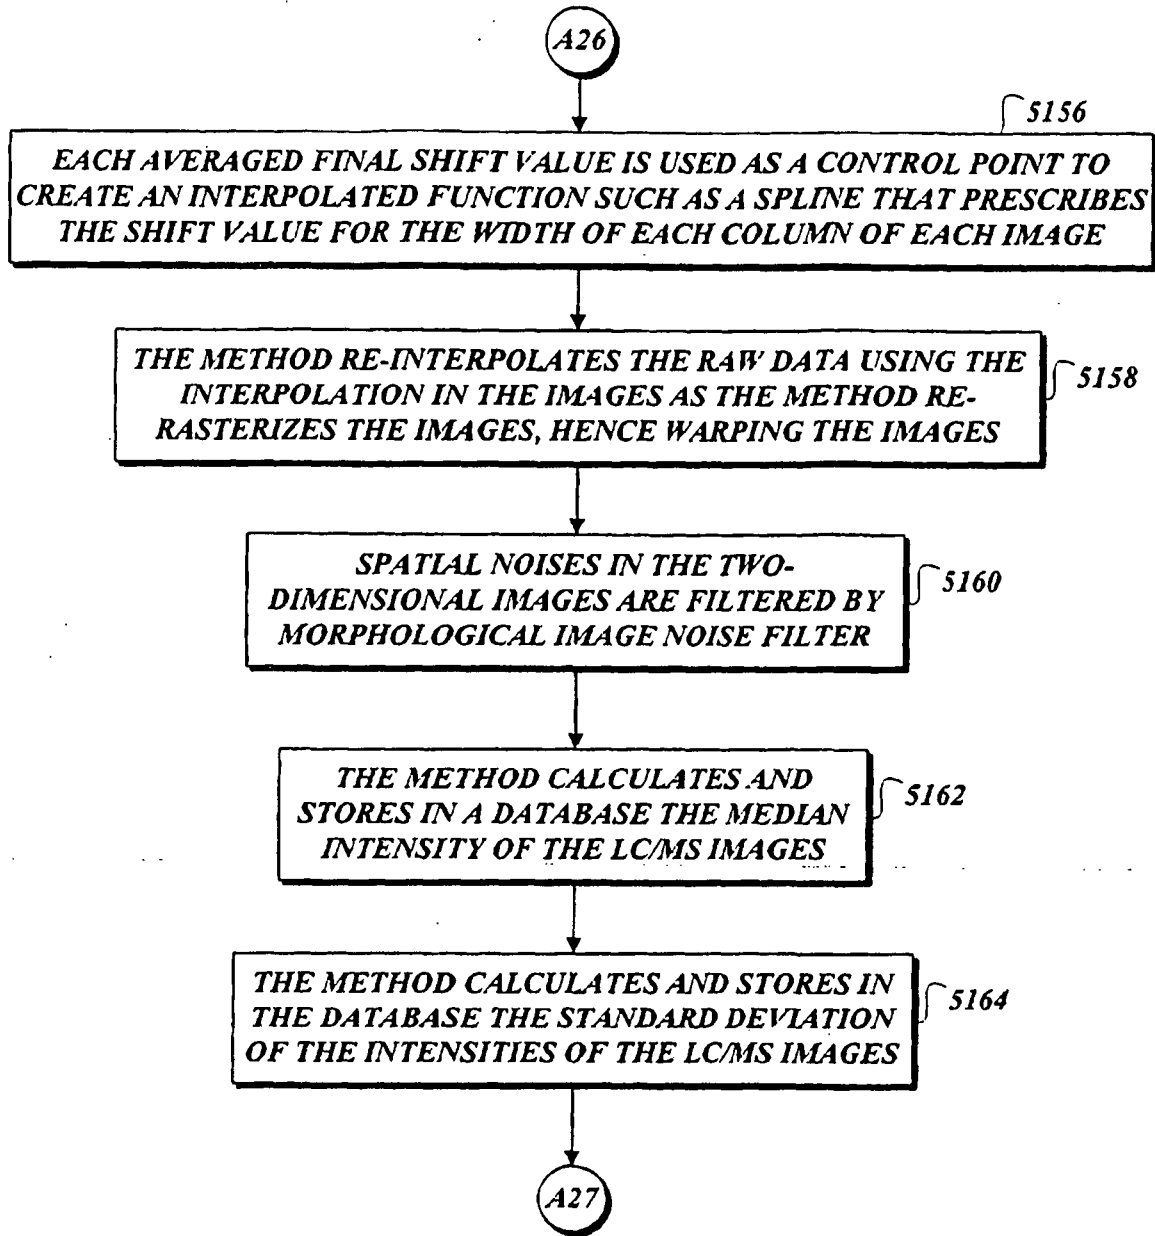 A26
5156
EACH AVERAGED FINAL SHIFT VALUE IS USED AS A CONTROL POINT TO
CREATE AN INTERPOLATED FUNCTION SUCH AS A SPLINE THAT PRESCRIBES
THE SHIFT VALUE FOR THE WIDTH OF EACH COLUMN OF EACH IMAGE
THE METHOD RE-INTERPOLATES THE RAW DATA USING THE
INTERPOLATION IN THE IMAGES AS THE METHOD RE-
RASTERIZES THE IMAGES, HENCE WARPING THE IMAGES
5158
SPATIAL NOISES IN THE TWO-
DIMENSIONAL IMAGES ARE FILTERED BY
MORPHOLOGICAL IMAGE NOISE FILTER
5160
THE METHOD CALCULATES AND
STORES IN A DATABASE THE MEDIAN
INTENSITY OF THE LC/MS IMAGES
5162
THE METHOD CALCULATES AND STORES IN
THE DATABASE THE STANDARD DEVIATION
OF THE INTENSITIES OF THE LC/MS IMAGES
5164
A27